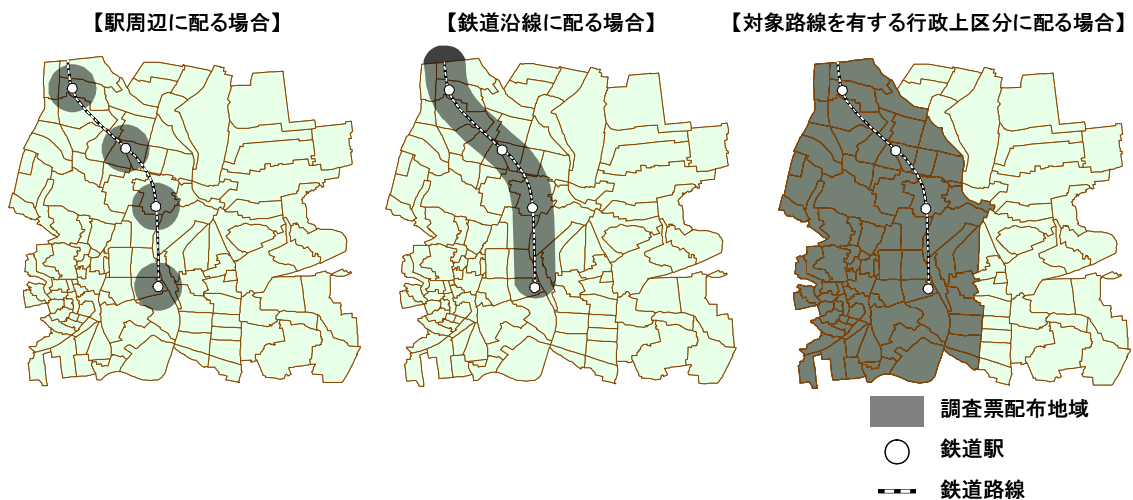 【駅周辺に配る場合】
【鉄道沿線に配る場合】
【対象路線を有する行政上区分に配る場合】
調査票配布地域
鉄道駅
鉄道路線